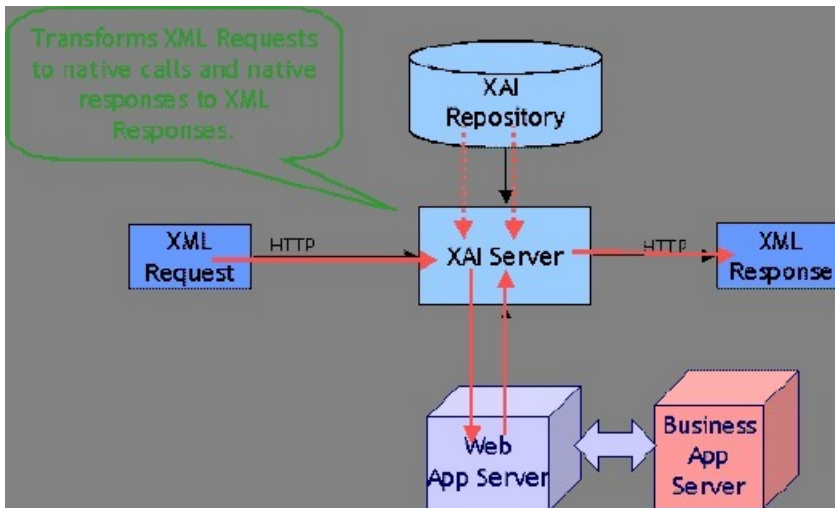 Transforms XML Requests
to native calls and native
responses to XML
Responses.
XAI
Repository
XML
Request
HTTP
XAI Server
HTTP
XML
Response
Web
App Server
Business
App
Server